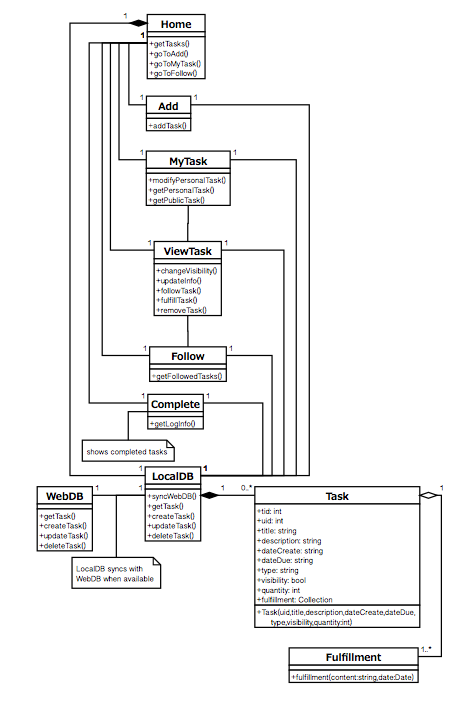 1
Home
1
+getTasks()
+goToAdd()
+goToMyTask()
+goToFollow()
1
Add
1
+addTask()
1
MyTask
1
+modifyPersonalTask()
+getPersonalTask()
+getPublicTask()
1
ViewTask
1
+changeVisibility()
+updateInfo()
+followTask()
+fulfillTask()
+removeTask()
1
Follow
1
+getFollowedTasks()
1
Complete
1
+getLogInfo()
shows completed tasks
1
LocalDB
1
+syncWebDB()
+getTask()
+createTask()
+updateTask()
+deleteTask()
WebDB
1
1
+getTask()
+createTask()
+updateTask()
+deleteTask()
LocalDB syncs with
WebDB when available
1
0..*
Task
1
+tid: int
+uid: int
+title: string
+description: string
+dateCreate: string
+dateDue: string
+type: string
+visibility: bool
+quantity: int
+fulfillment: Collection
+Task(uid,title,description,dateCreate,dateDue,
type,visibility,quantity:int)
1..*
Fulfillment
+fulfillment(content:string,date:Date)